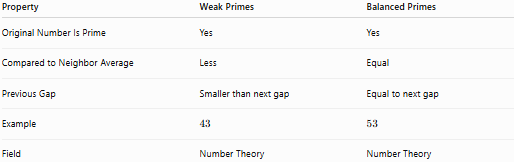 Property Weak Primes Balanced Primes
Original Number Is Prime Yes Yes
Compared to Neighbor Average Less Equal
Previous Gap Smaller than next gap Equal to next gap
Example 43 53
Field Number Theory Number Theory